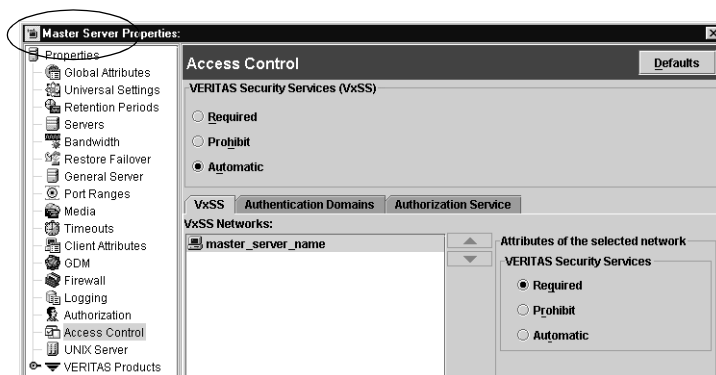 Master Server Properties:
Properties
Global Attributes
Universal Settings
Retention Periods
Servers
Bandwidth
Restore Failover
General Server
Port Ranges
Media
Timeouts
Client Attributes
GDM
Firewall
Logging
Authorization
Access Control
UNIX Server
VERITAS Products
Access Control
Defaults
VERITAS Security Services (VxSS)
Required
Prohibit
Automatic
VxSS Authentication Domains Authorization Service
VxSS Networks:
master_server_name
Attributes of the selected network
VERITAS Security Services
Required
Prohibit
Automatic